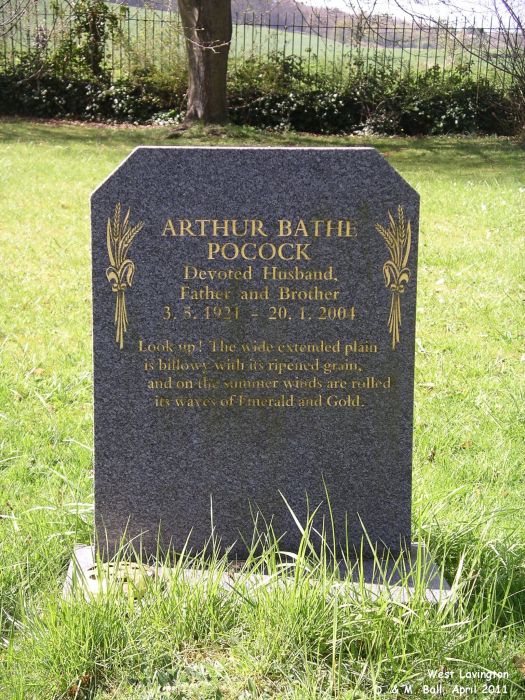 ARTHUR BATHE
POCOCK
Devoted Husband,
Father and Brother
3. 5. 1921 - 20. 1. 2004
Look up! The wide extended plain
is billowy with its ripened grain,
and on the summer winds are rolled
its waves of Emerald and Gold.
West Lavington
D. & M. Ball, April 2011